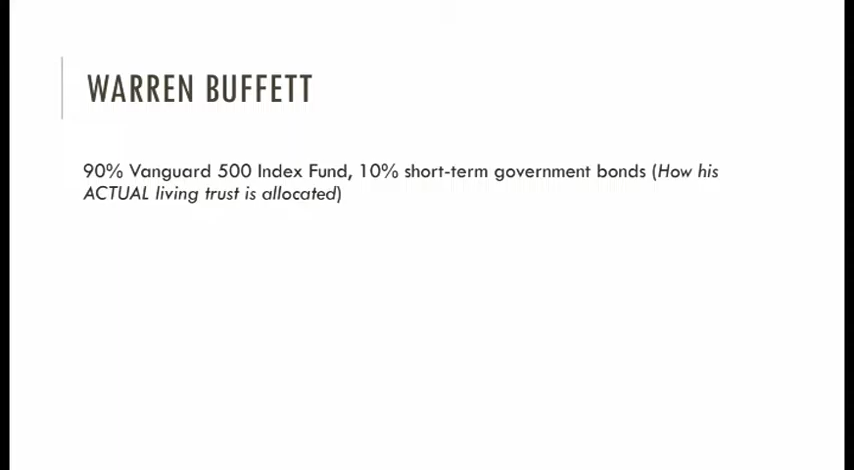 WARREN BUFFETT
90% Vanguard 500 Index Fund, 10% short-term government bonds (How his
ACTUAL living trust is allocated)